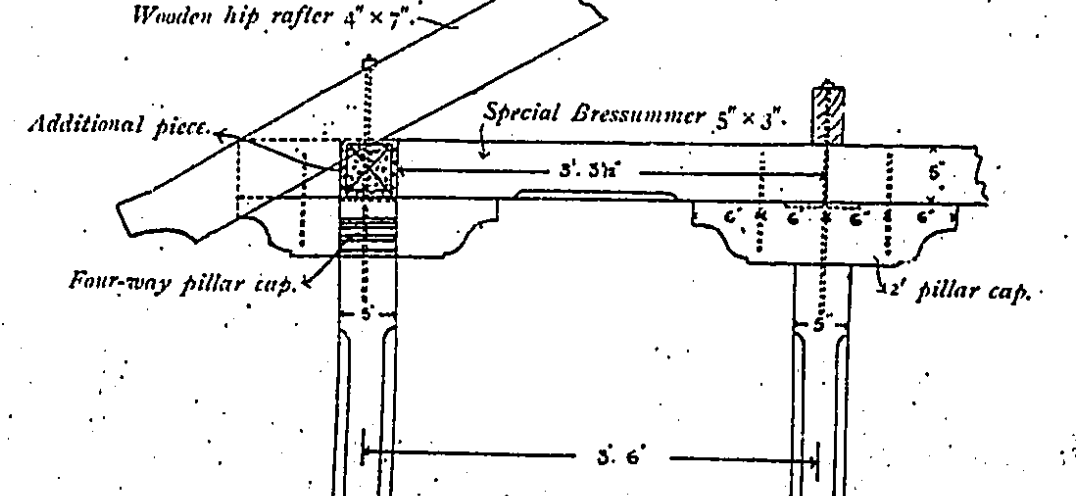 Wooden hip rafter 4" × 7".
Additional piece.
Special Bressummer 5" × 3".
3'. 3½"
5"
6" 6" 6" 6"
Four-way pillar cap.
2' pillar cap.
5" 5"
3'. 6"